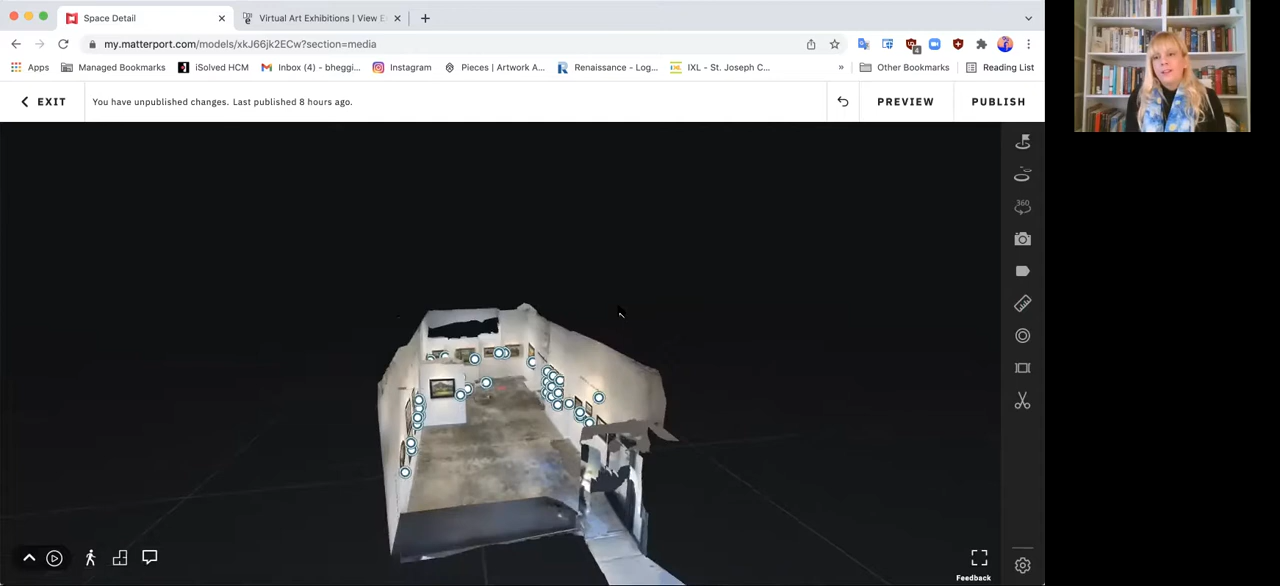 Space Detail
Virtual Art Exhibitions | View E
my.matterport.com/models/xkJ66jk2ECw?section=media
4
Apps Managed Bookmarks iSolved HCM Inbox (4) - bheggi... Instagram Pieces | Artwork A... Renaissance - Log... IXL - St. Joseph C... » Other Bookmarks Reading List
EXIT You have unpublished changes. Last published 8 hours ago. PREVIEW PUBLISH
360
Feedback